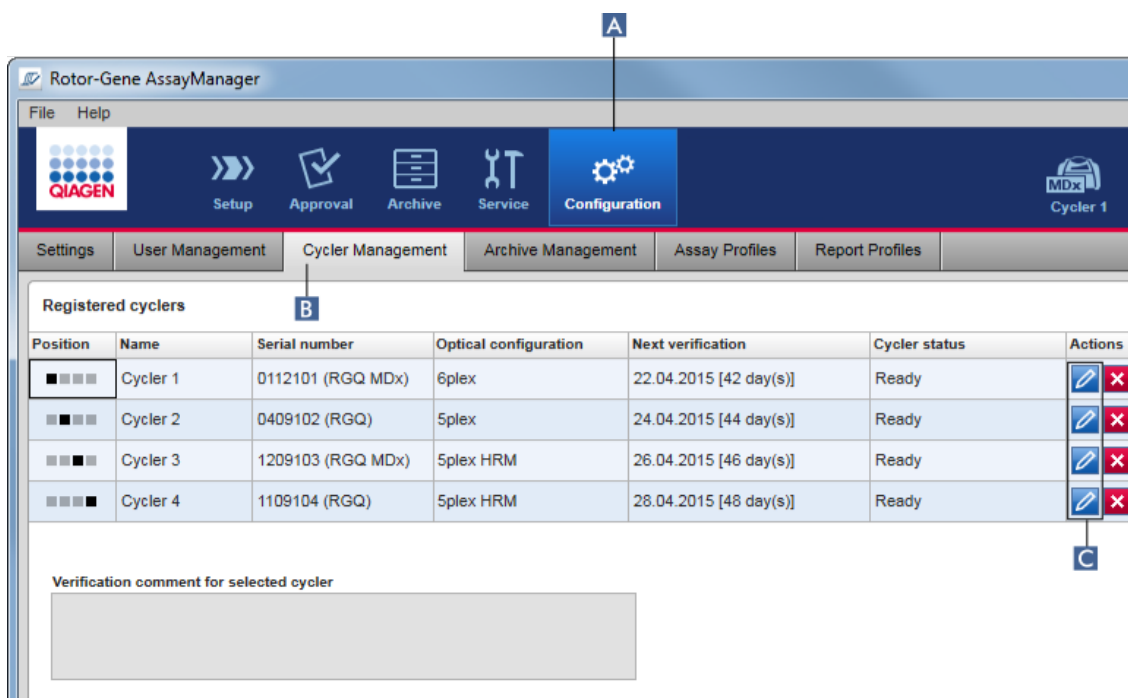 A
Rotor-Gene AssayManager
File Help
QIAGEN
Setup Approval Archive Service Configuration
MDx
Cycler 1
Settings User Management Cycler Management Archive Management Assay Profiles Report Profiles
B
Registered cyclers
Position Name Serial number Optical configuration Next verification Cycler status Actions
Cycler 1 0112101 (RGQ MDx) 6plex 22.04.2015 [42 day(s)] Ready
Cycler 2 0409102 (RGQ) 5plex 24.04.2015 [44 day(s)] Ready
Cycler 3 1209103 (RGQ MDx) 5plex HRM 26.04.2015 [46 day(s)] Ready
Cycler 4 1109104 (RGQ) 5plex HRM 28.04.2015 [48 day(s)] Ready
C
Verification comment for selected cycler